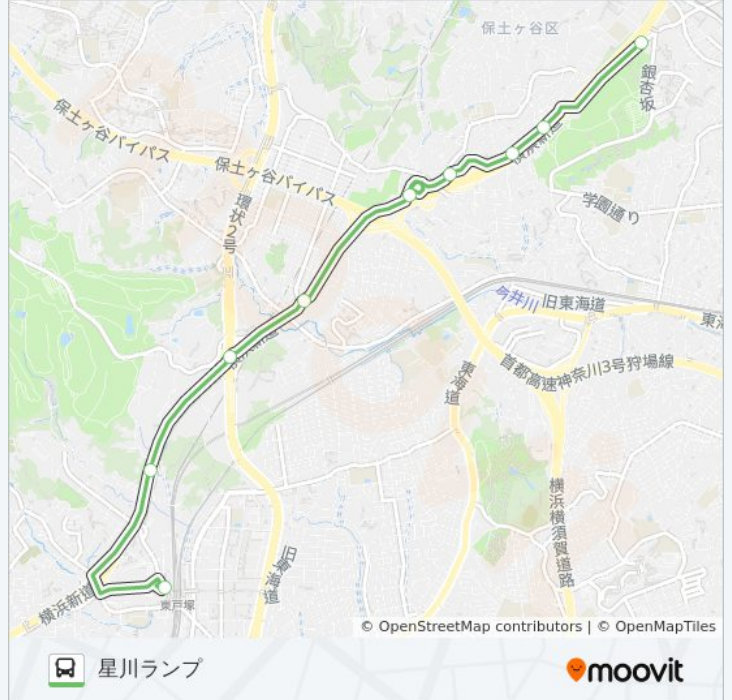 保土ヶ谷区
銀杏坂
保土ヶ谷バイパス
保土ヶ谷バイパス
環状2号
学園通り
今井川
旧東海道
東海道
首都高速神奈川3号狩場線
横浜横須賀道路
旧東海道
横浜新道
東戸塚
© OpenStreetMap contributors | © OpenMapTiles
星川ランプ
moovit